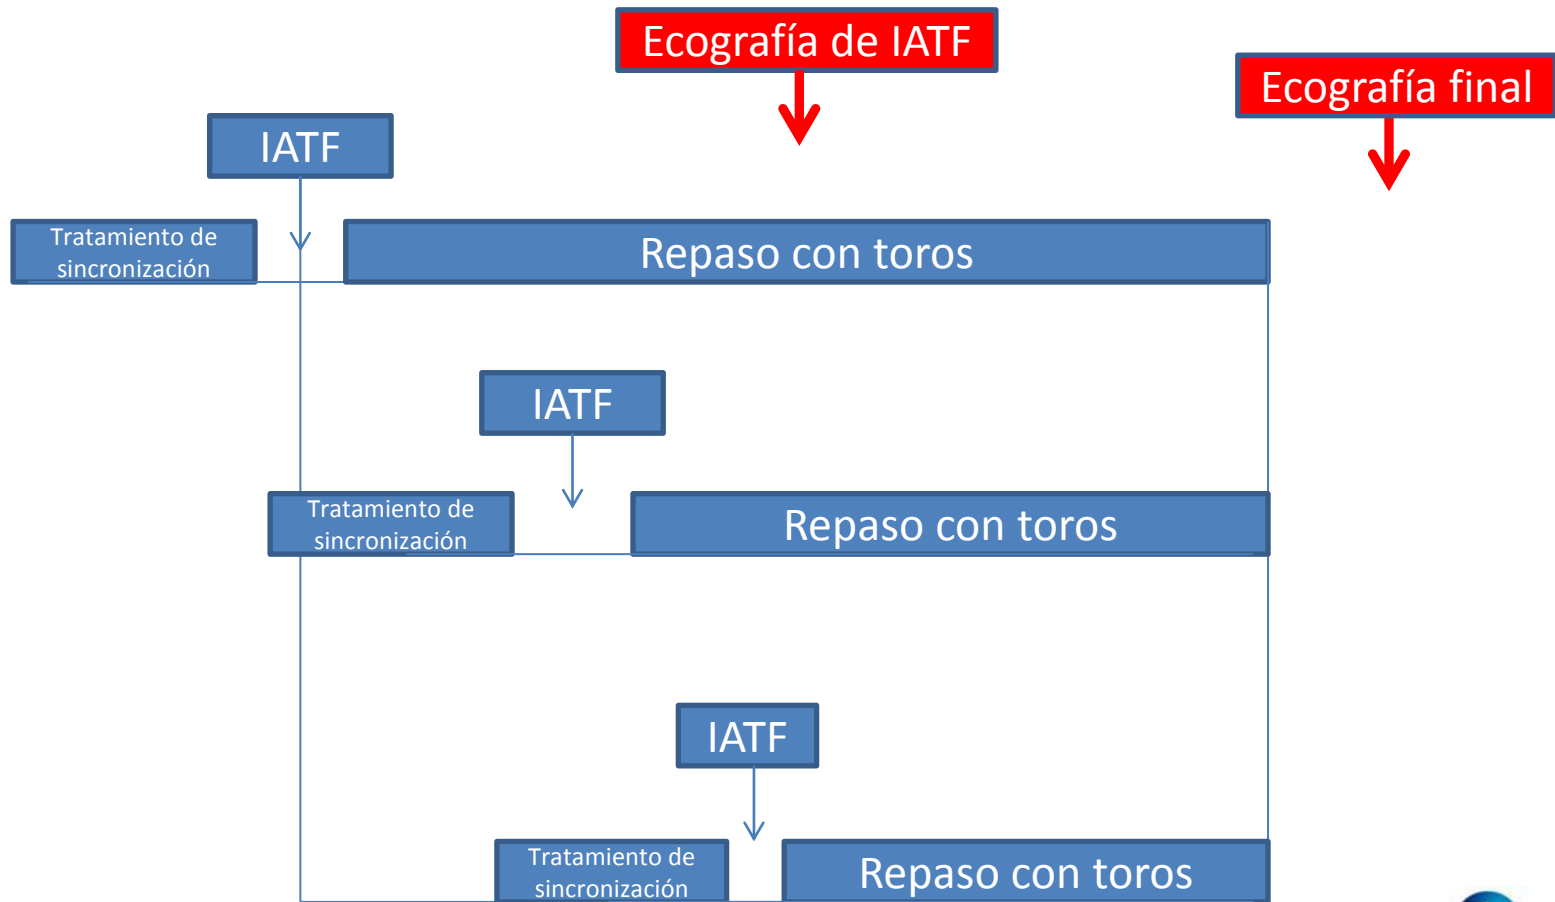 Ecografía de IATF
Ecografía final
IATF
Tratamiento de
sincronización
Repaso con toros
IATF
Tratamiento de
sincronización
Repaso con toros
IATF
Tratamiento de
sincronización
Repaso con toros